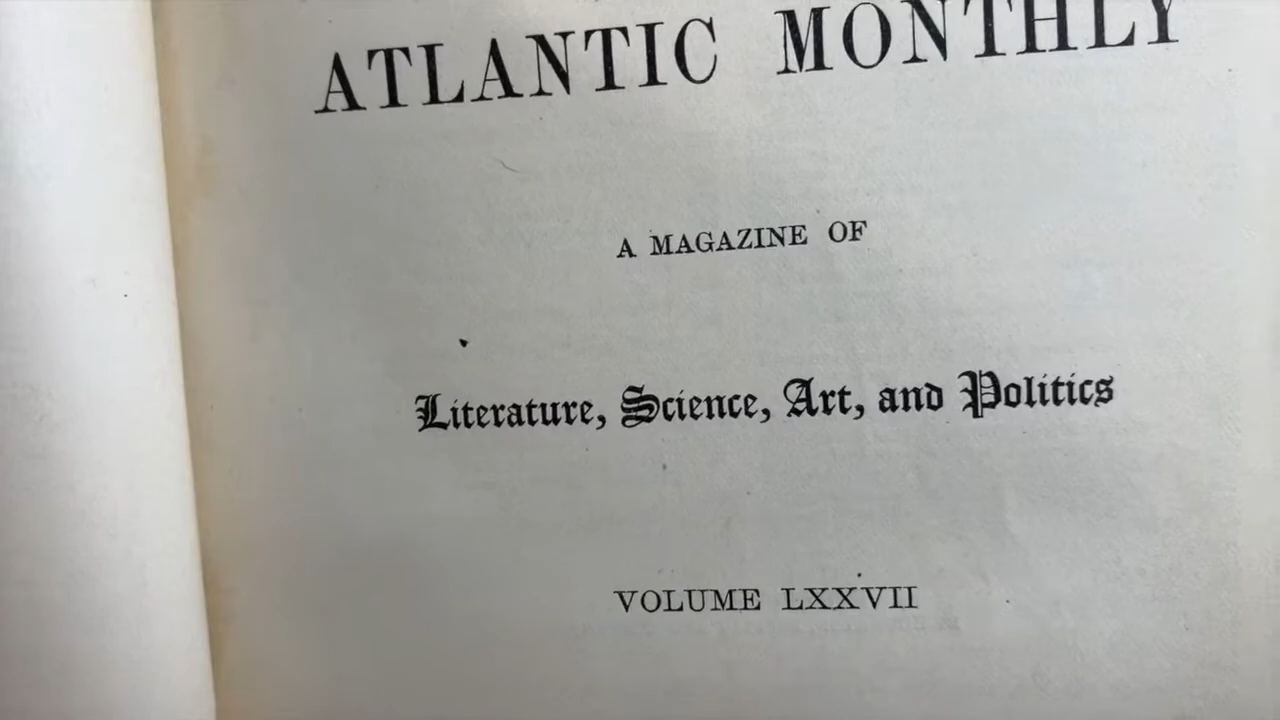 ATLANTIC MONTHLY
A MAGAZINE OF
Literature, Science, Art, and Politics
VOLUME LXXVII